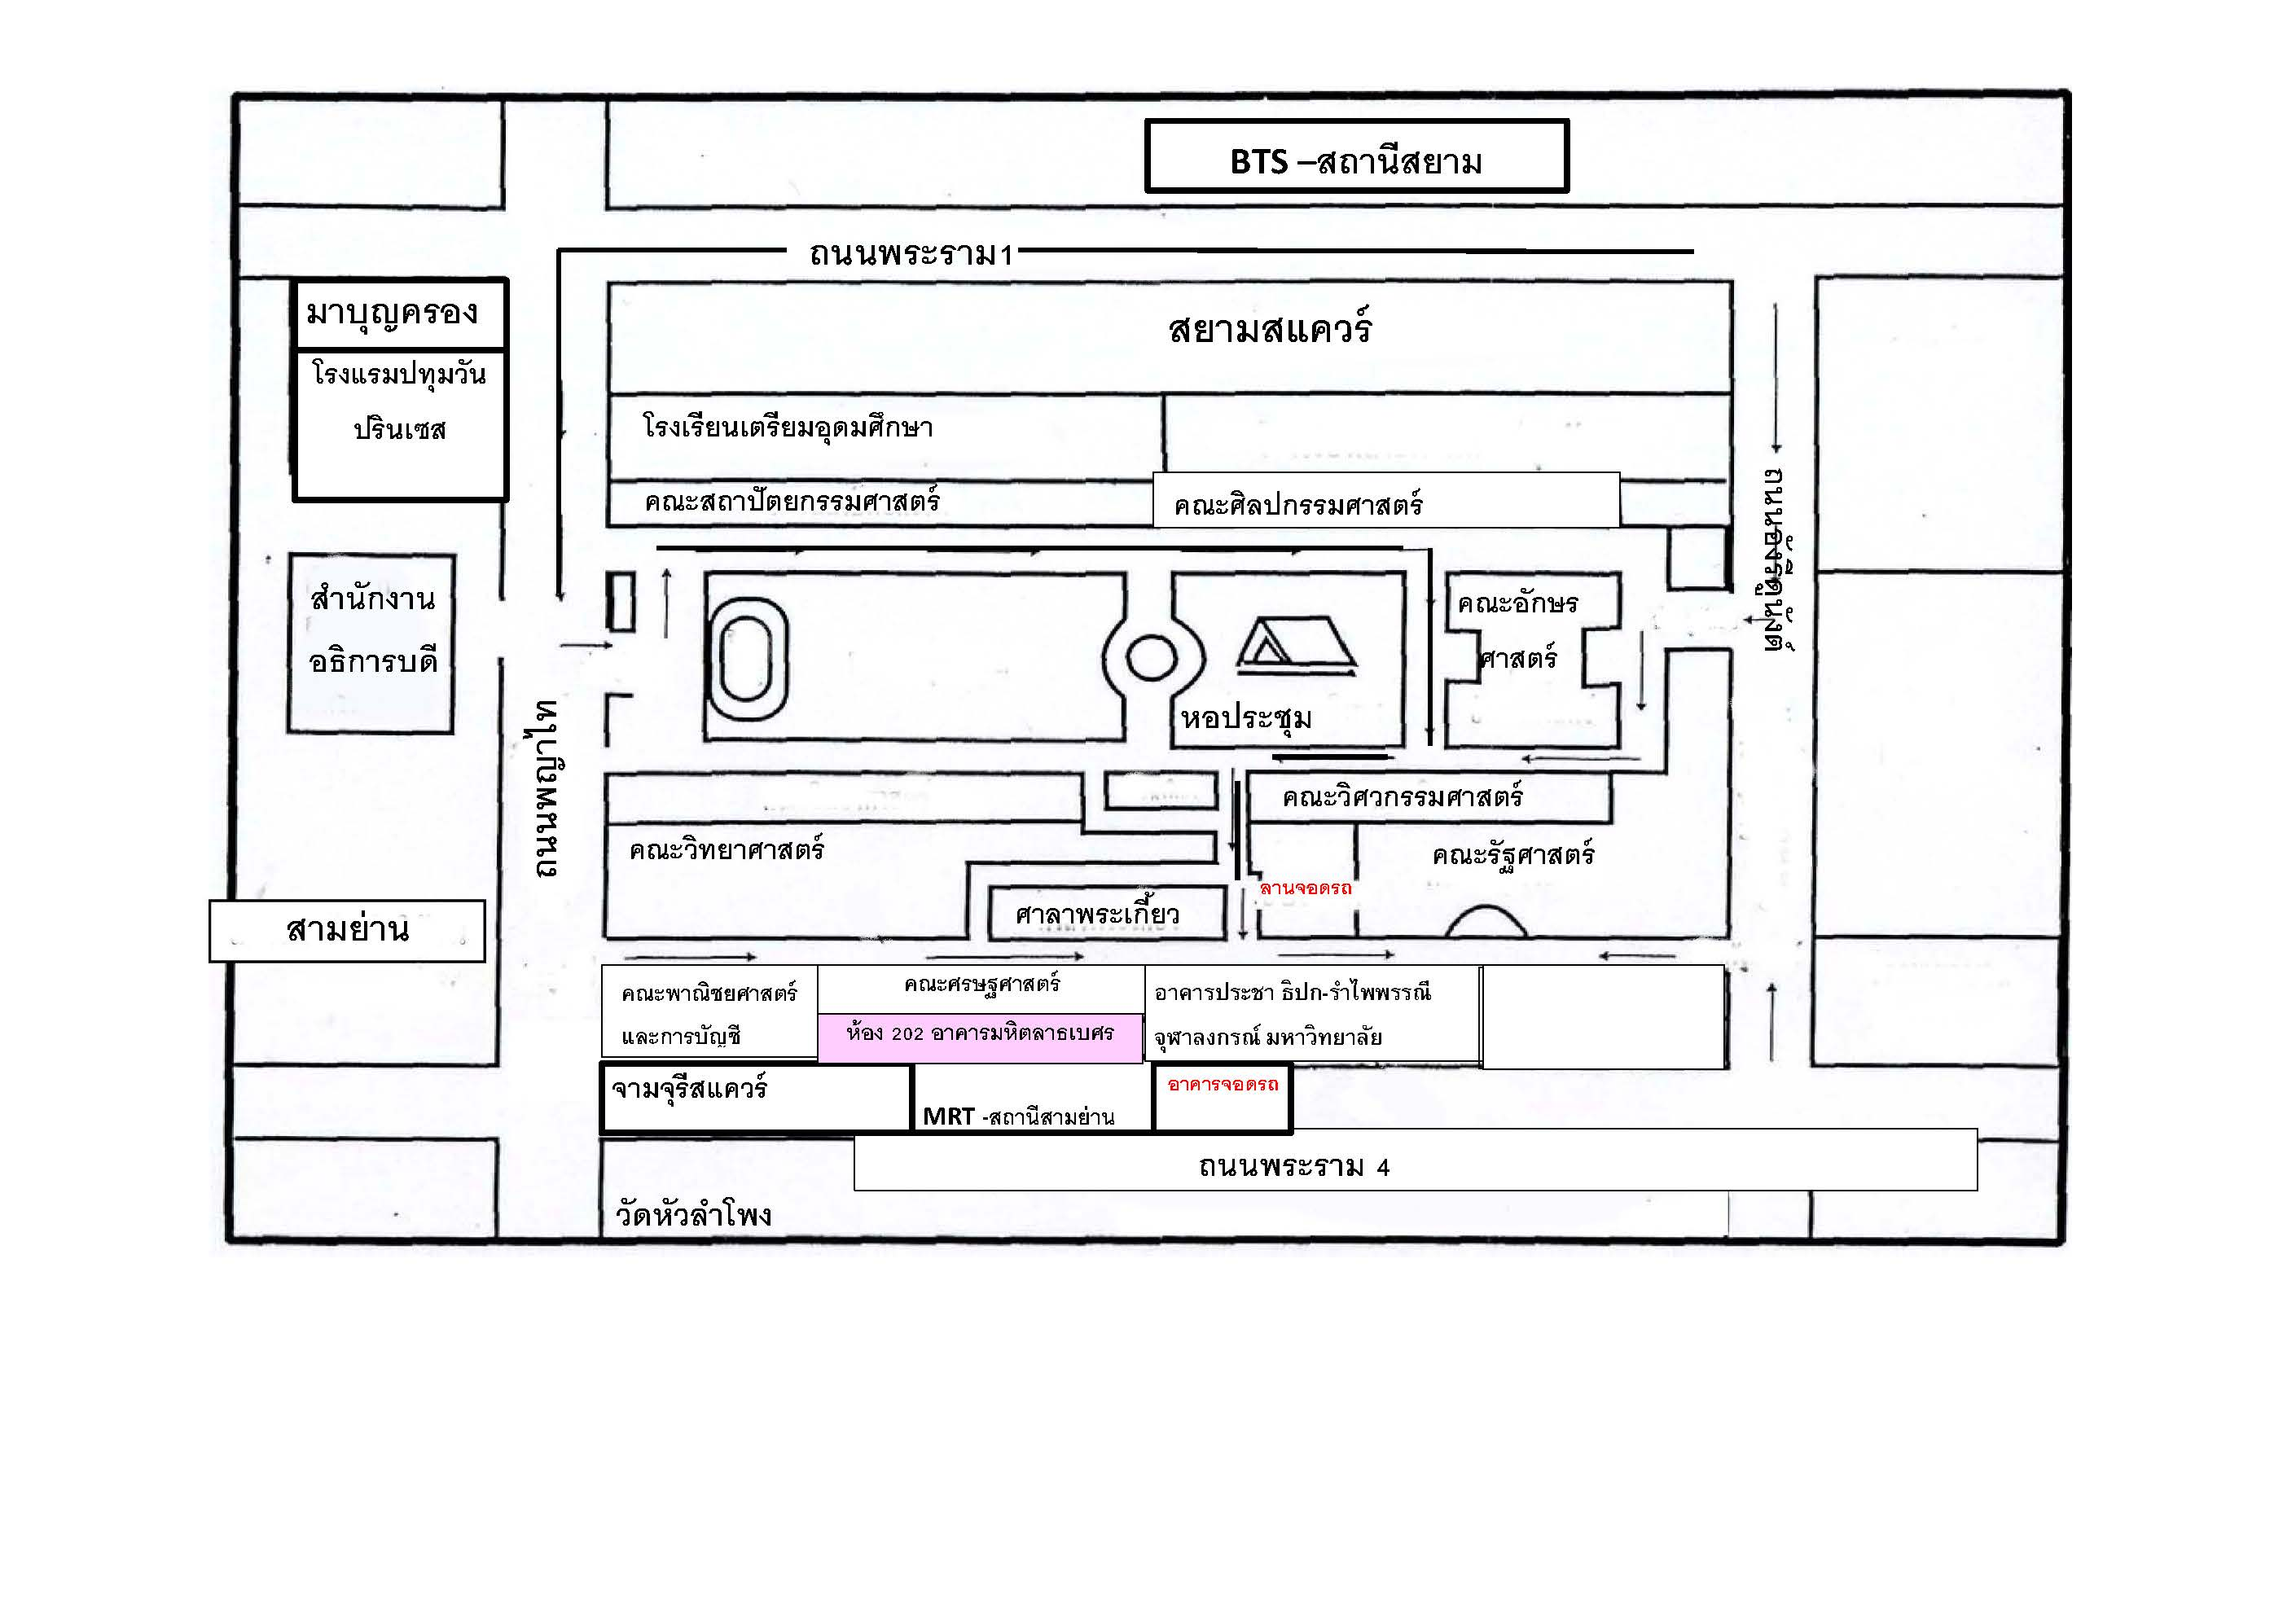 BTS –สถานีสยาม
ถนนพระราม1
มาบุญครอง
โรงแรมปทุมวัน
ปรินเซส
สยามสแควร์
โรงเรียนเตรียมอุดมศึกษา
คณะสถาปัตยกรรมศาสตร์
คณะศิลปกรรมศาสตร์
สำนักงาน
อธิการบดี
คณะอักษร
ศาสตร์
หอประชุม
ถนนพญาไท
คณะวิศวกรรมศาสตร์
คณะวิทยาศาสตร์
คณะรัฐศาสตร์
ลานจอดรถ
ศาลาพระเกี้ยว
สามย่าน
คณะพาณิชยศาสตร์
และการบัญชี
คณะศรษฐศาสตร์
ห้อง 202 อาคารมหิตลาธเบศร
อาคารประชา ธิปก-รำไพพรรณี
จุฬาลงกรณ์ มหาวิทยาลัย
จามจุรีสแควร์
MRT -สถานีสามย่าน
อาคารจอดรถ
ถนนพระราม 4
วัดหัวลำโพง